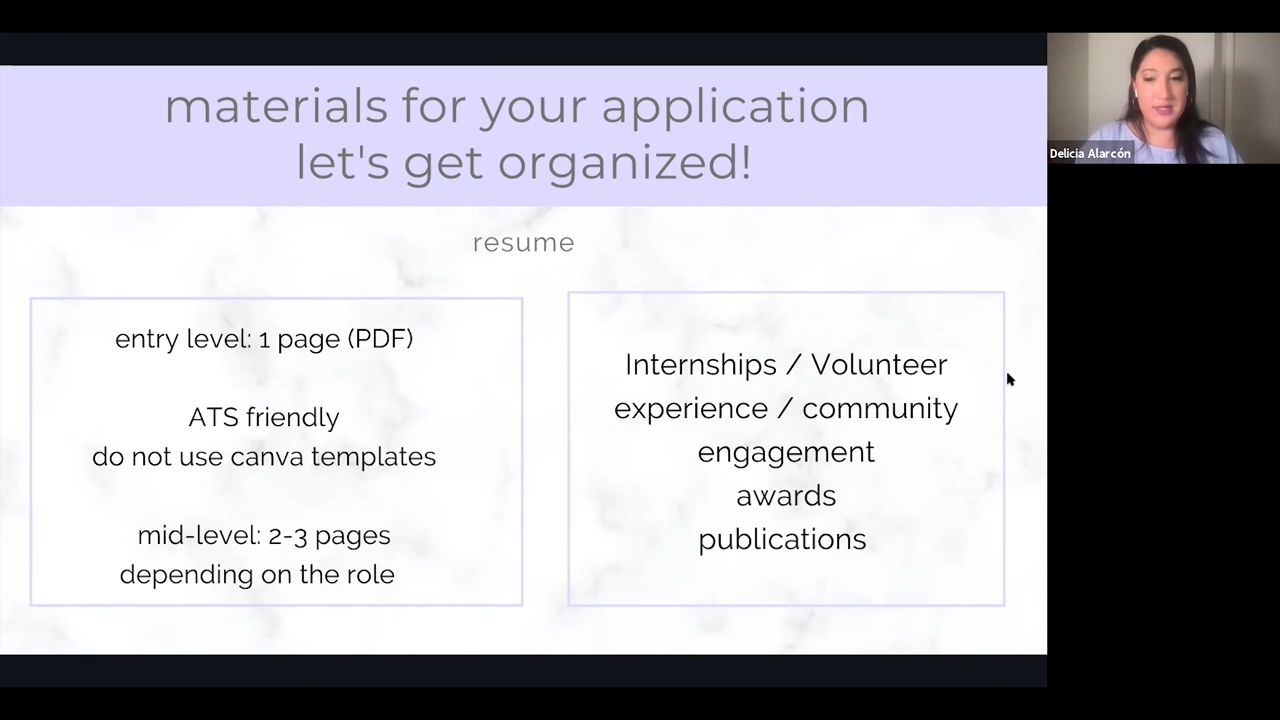 materials for your application
let's get organized!
resume
entry level: 1 page (PDF)
ATS friendly
do not use canva templates
mid-level: 2-3 pages
depending on the role
Internships / Volunteer
experience / community
engagement
awards
publications
Delicia Alarcón